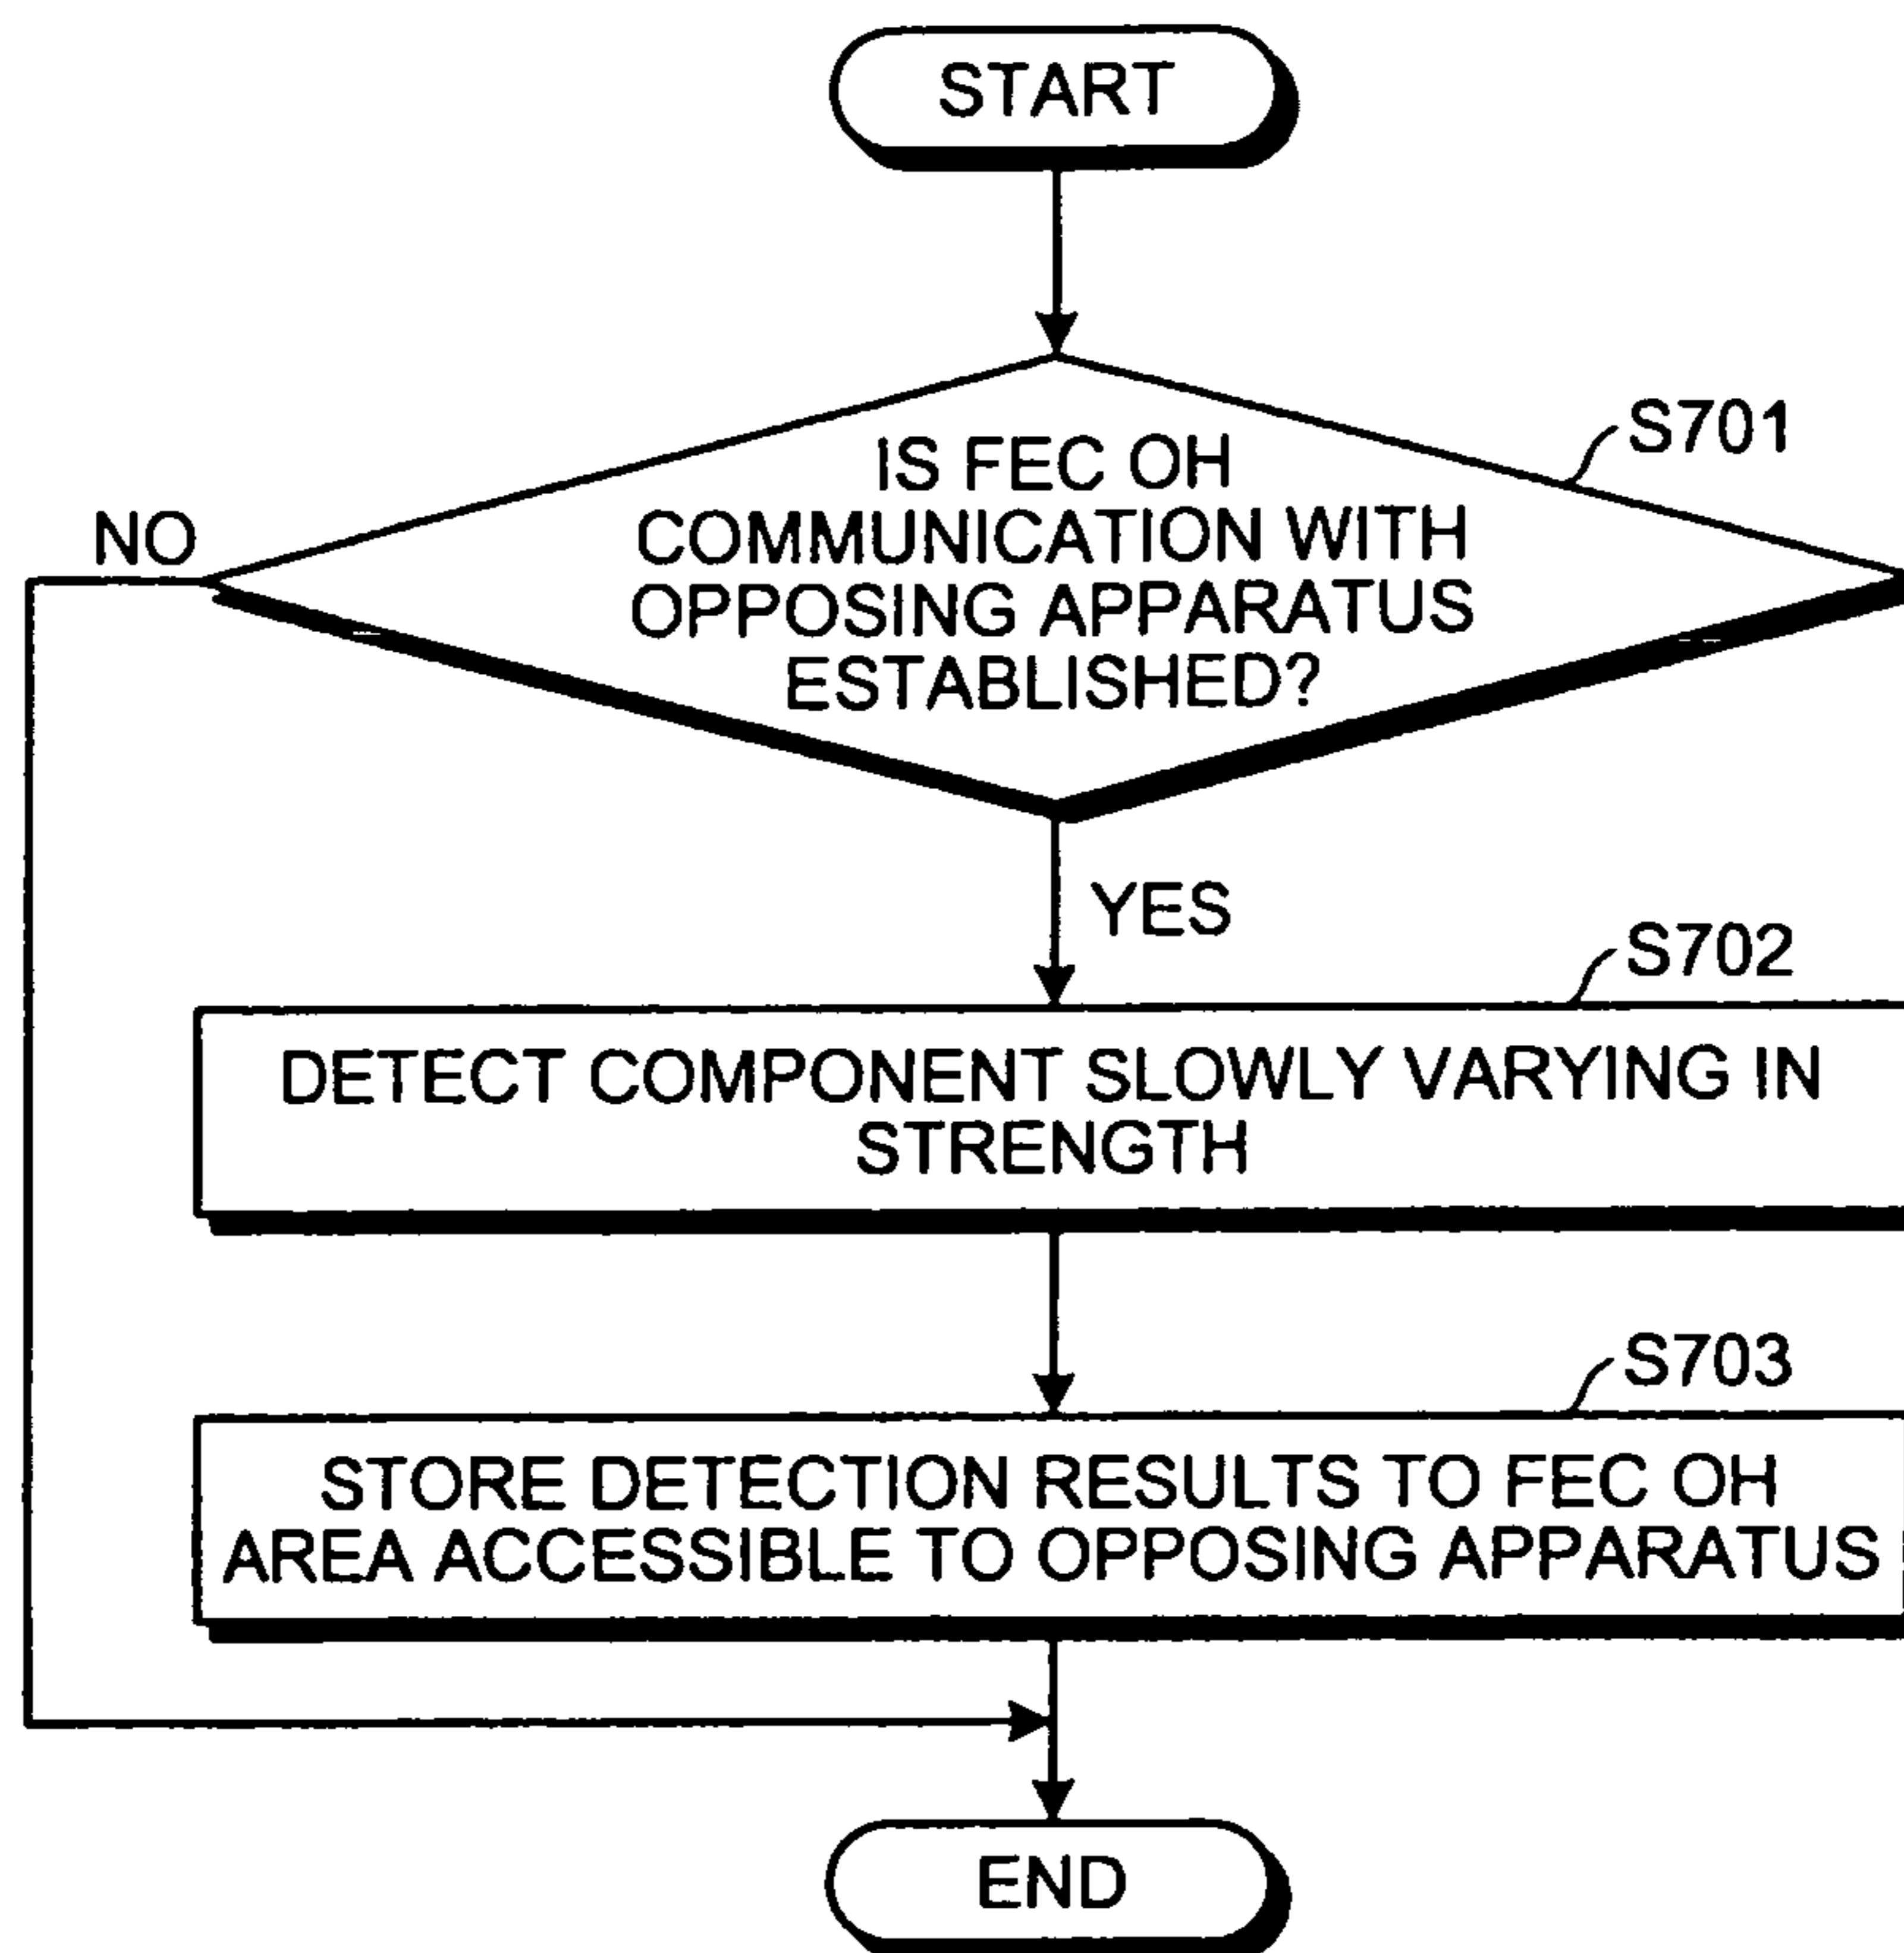 START
S701
IS FEC OH
COMMUNICATION WITH
OPPOSING APPARATUS
ESTABLISHED?
NO
YES
S702
DETECT COMPONENT SLOWLY VARYING IN
STRENGTH
S703
STORE DETECTION RESULTS TO FEC OH
AREA ACCESSIBLE TO OPPOSING APPARATUS
END